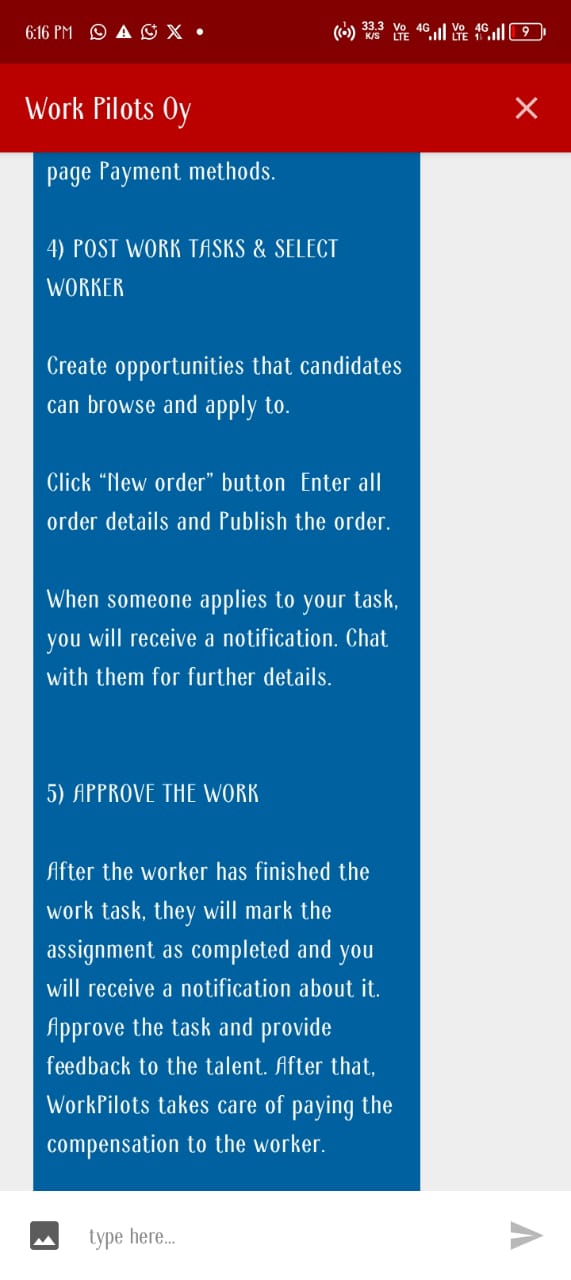 6:16 PM
33.3 K/S Vo LTE 4G Vo LTE 4G 9
Work Pilots Oy
page Payment methods.
4) POST WORK TASKS & SELECT
WORKER
Create opportunities that candidates
can browse and apply to.
Click “New order” button  Enter all
order details and Publish the order.
When someone applies to your task,
you will receive a notification. Chat
with them for further details.
5) APPROVE THE WORK
After the worker has finished the
work task, they will mark the
assignment as completed and you
will receive a notification about it.
Approve the task and provide
feedback to the talent. After that,
WorkPilots takes care of paying the
compensation to the worker.
type here...